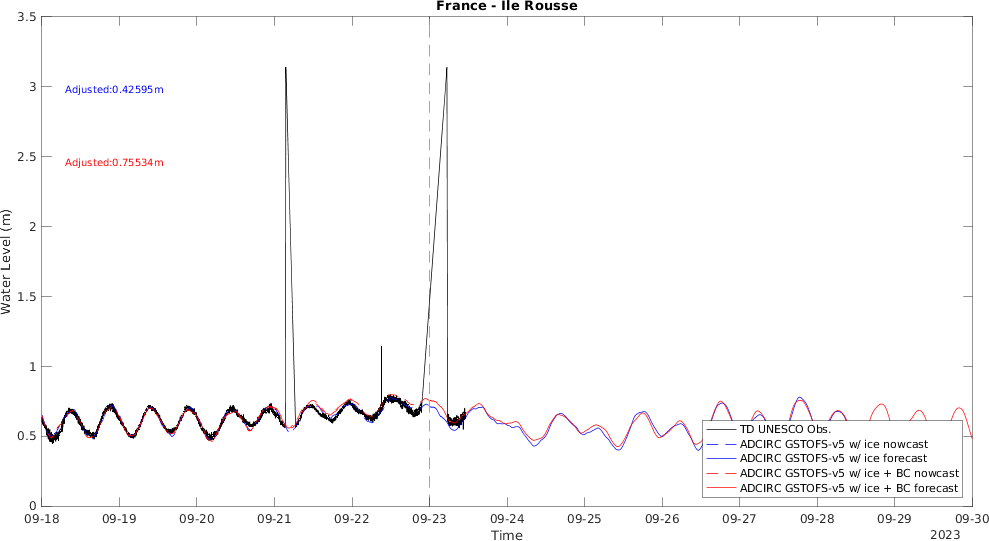 France - Ile Rousse
Adjusted:0.42595m
Adjusted:0.75534m
Water Level (m)
3.5
3
2.5
2
1.5
1
0.5
0
TD UNESCO Obs.
ADCIRC GSTOFS-v5 w/ ice nowcast
ADCIRC GSTOFS-v5 w/ ice forecast
ADCIRC GSTOFS-v5 w/ ice + BC nowcast
ADCIRC GSTOFS-v5 w/ ice + BC forecast
09-18 09-19 09-20 09-21 09-22 09-23 09-24 09-25 09-26 09-27 09-28 09-29 09-30
Time
2023